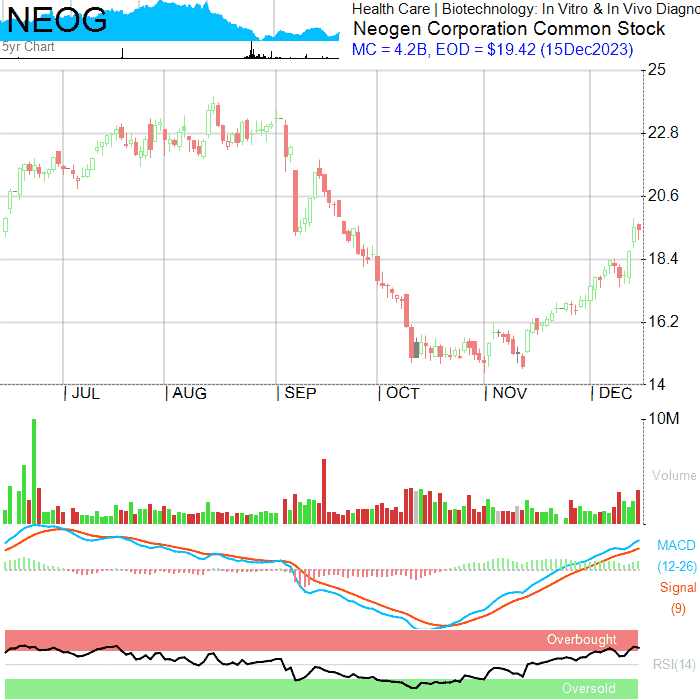 NEOG
5yr Chart
Health Care | Biotechnology: In Vitro & In Vivo Diagno
Neogen Corporation Common Stock
MC = 4.2B, EOD = $19.42 (15Dec2023)
25
22.8
20.6
18.4
16.2
14
| JUL | AUG | SEP | OCT | NOV | DEC
10M
Volume
MACD
(12-26)
Signal
(9)
Overbought
RSI(14)
Oversold